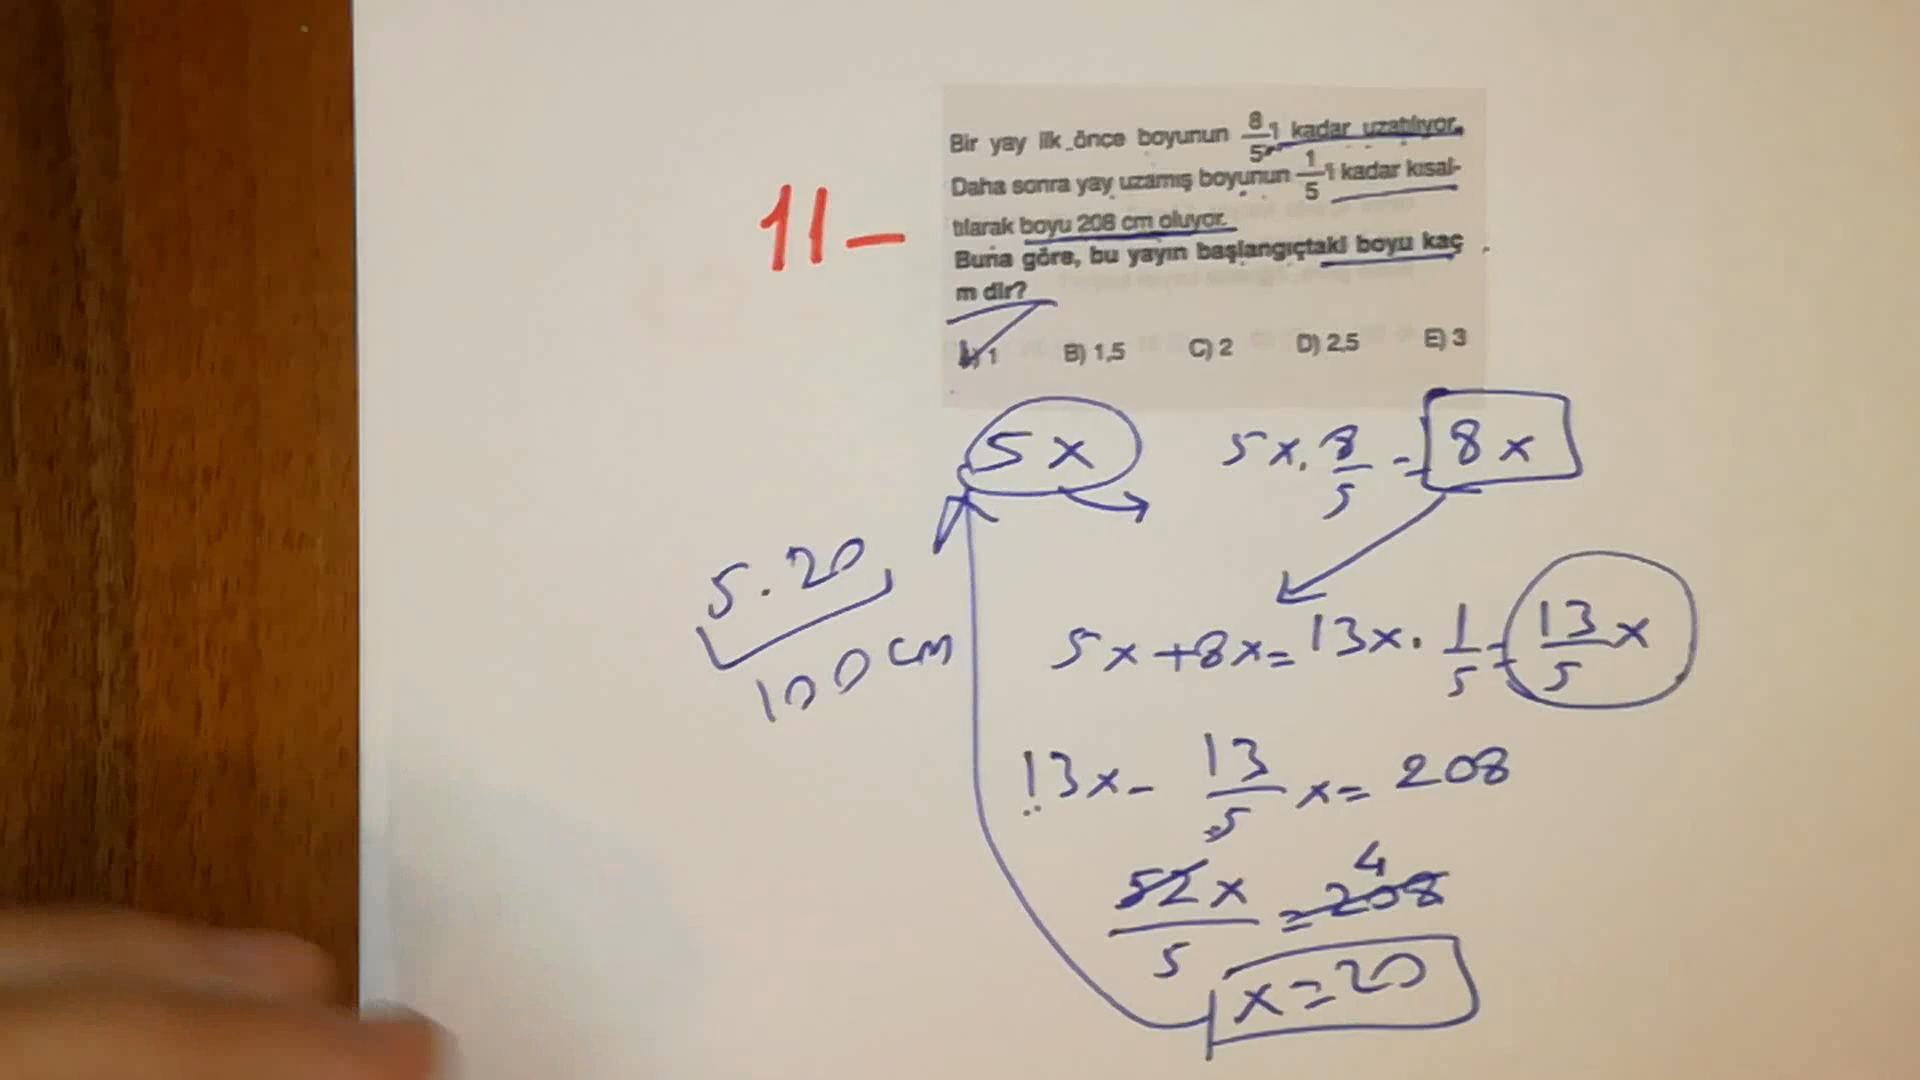 11-
Bir yay ilk önce boyunun 8/5 i kadar uzatılıyor.
Daha sonra yay uzamış boyunun 1/5 i kadar kısal-
tılarak boyu 208 cm oluyor.
Buna göre, bu yayın başlangıçtaki boyu kaç
m dir?
A) 1 B) 1,5 C) 2 D) 2,5 E) 3
5x 5x. 8/5 = 8x
5.20
100 cm
5x+8x=13x. 1/5 = 13/5 x
13x - 13/5 x = 208
52x/5 = 208 4
x=20